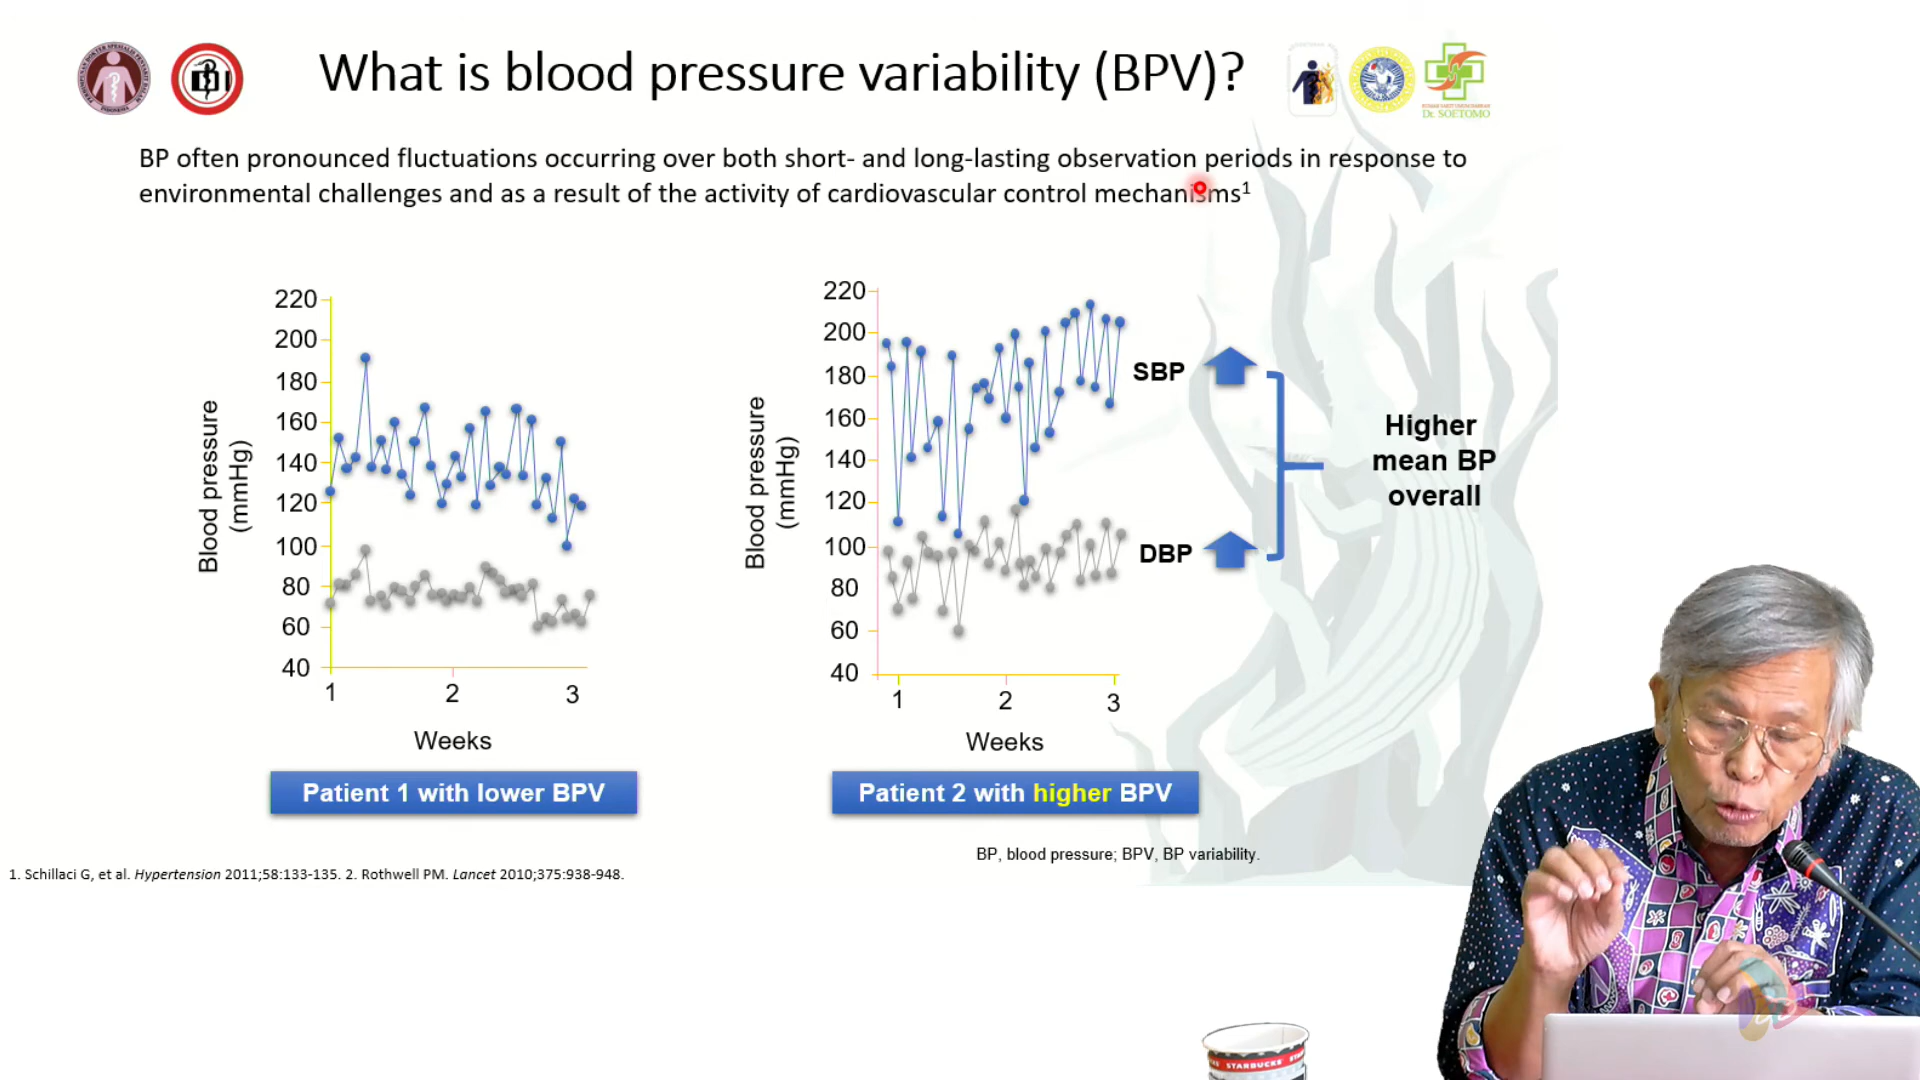 What is blood pressure variability (BPV)?
Dr. SOETOMO
BP often pronounced fluctuations occurring over both short- and long-lasting observation periods in response to
environmental challenges and as a result of the activity of cardiovascular control mechanisms1
Blood pressure
(mmHg)
220
200
180
160
140
120
100
80
60
40
1 2 3
Weeks
Patient 1 with lower BPV
Blood pressure
(mmHg)
220
200
180
160
140
120
100
80
60
40
1 2 3
Weeks
Patient 2 with higher BPV
SBP
DBP
Higher
mean BP
overall
BP, blood pressure; BPV, BP variability.
1. Schillaci G, et al. Hypertension 2011;58:133-135. 2. Rothwell PM. Lancet 2010;375:938-948.
STARBUCKS